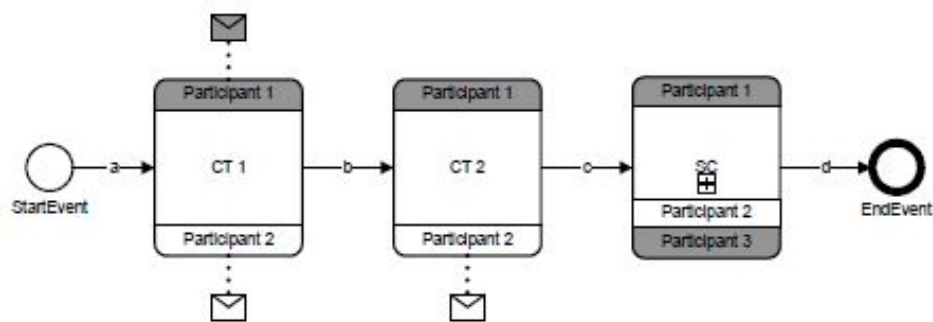 Participant 1
Participant 1
Participant 1
a
CT 1
b
CT 2
c
SC
d
StartEvent
EndEvent
Participant 2
Participant 2
Participant 2
Participant 3